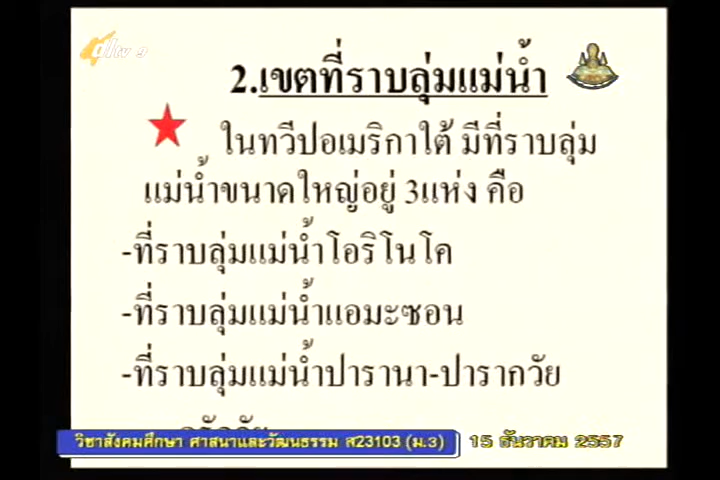 dltv 9
2.เขตที่ราบลุ่มแม่น้ำ
ในทวีปอเมริกาใต้ มีที่ราบลุ่ม
แม่น้ำขนาดใหญ่อยู่ 3แห่ง คือ
-ที่ราบลุ่มแม่น้ำโอริโนโค
-ที่ราบลุ่มแม่น้ำแอมะซอน
-ที่ราบลุ่มแม่น้ำปารานา-ปารากวัย
วิชาสังคมศึกษา ศาสนาและวัฒนธรรม ส23103 (ม.3)
15 ธันวาคม 2557